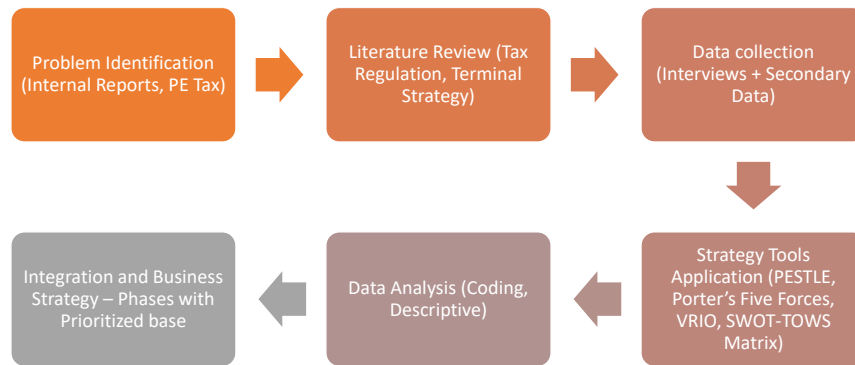 Problem Identification
(Internal Reports, PE Tax)
Literature Review (Tax
Regulation, Terminal
Strategy)
Data collection
(Interviews + Secondary
Data)
Strategy Tools
Application (PESTLE,
Porter's Five Forces,
VRIO, SWOT-TOWS
Matrix)
Data Analysis (Coding,
Descriptive)
Integration and Business
Strategy – Phases with
Prioritized base